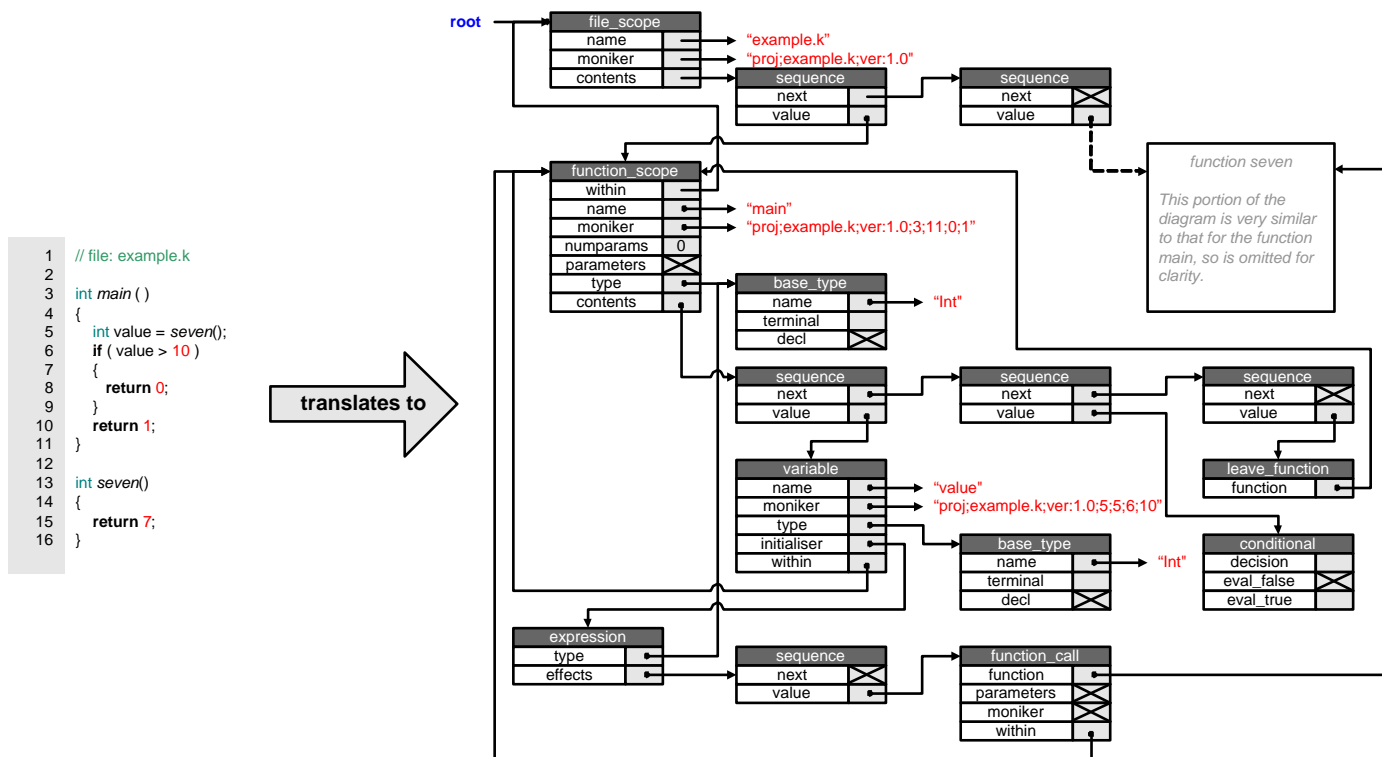 1 // file: example.k
2
3 int main ( )
4 {
5 int value = seven();
6 if ( value > 10 )
7 {
8 return 0;
9 }
10 return 1;
11 }
12
13 int seven()
14 {
15 return 7;
16 }
translates to
root
file_scope
name
“example.k”
moniker
“proj;example.k;ver:1.0”
contents
sequence
next
value
sequence
next
value
function seven
This portion of the
diagram is very similar
to that for the function
main, so is omitted for
clarity.
function_scope
within
name
“main”
moniker
“proj;example.k;ver:1.0;3;11;0;1”
numparams 0
parameters
type
contents
base_type
name
“Int”
terminal
decl
sequence
next
value
sequence
next
value
sequence
next
value
leave_function
function
variable
name
“value”
moniker
“proj;example.k;ver:1.0;5;5;6;10”
type
initialiser
within
base_type
name
“Int”
terminal
decl
conditional
decision
eval_false
eval_true
expression
type
effects
sequence
next
value
function_call
function
parameters
moniker
within